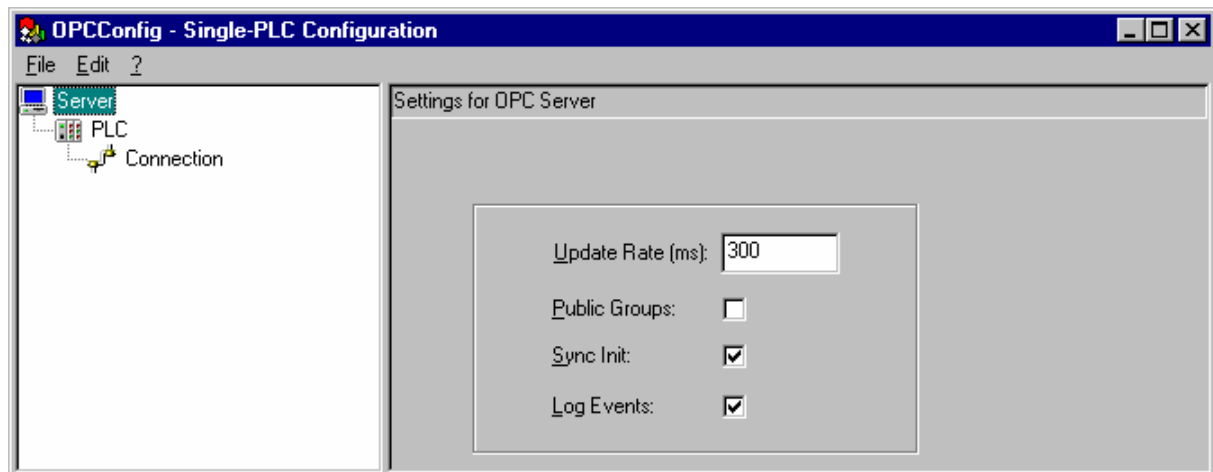 OPCConfig - Single-PLC Configuration
File Edit ?
Server
PLC
Connection
Settings for OPC Server
Update Rate (ms): 300
Public Groups:
Sync Init:
Log Events: